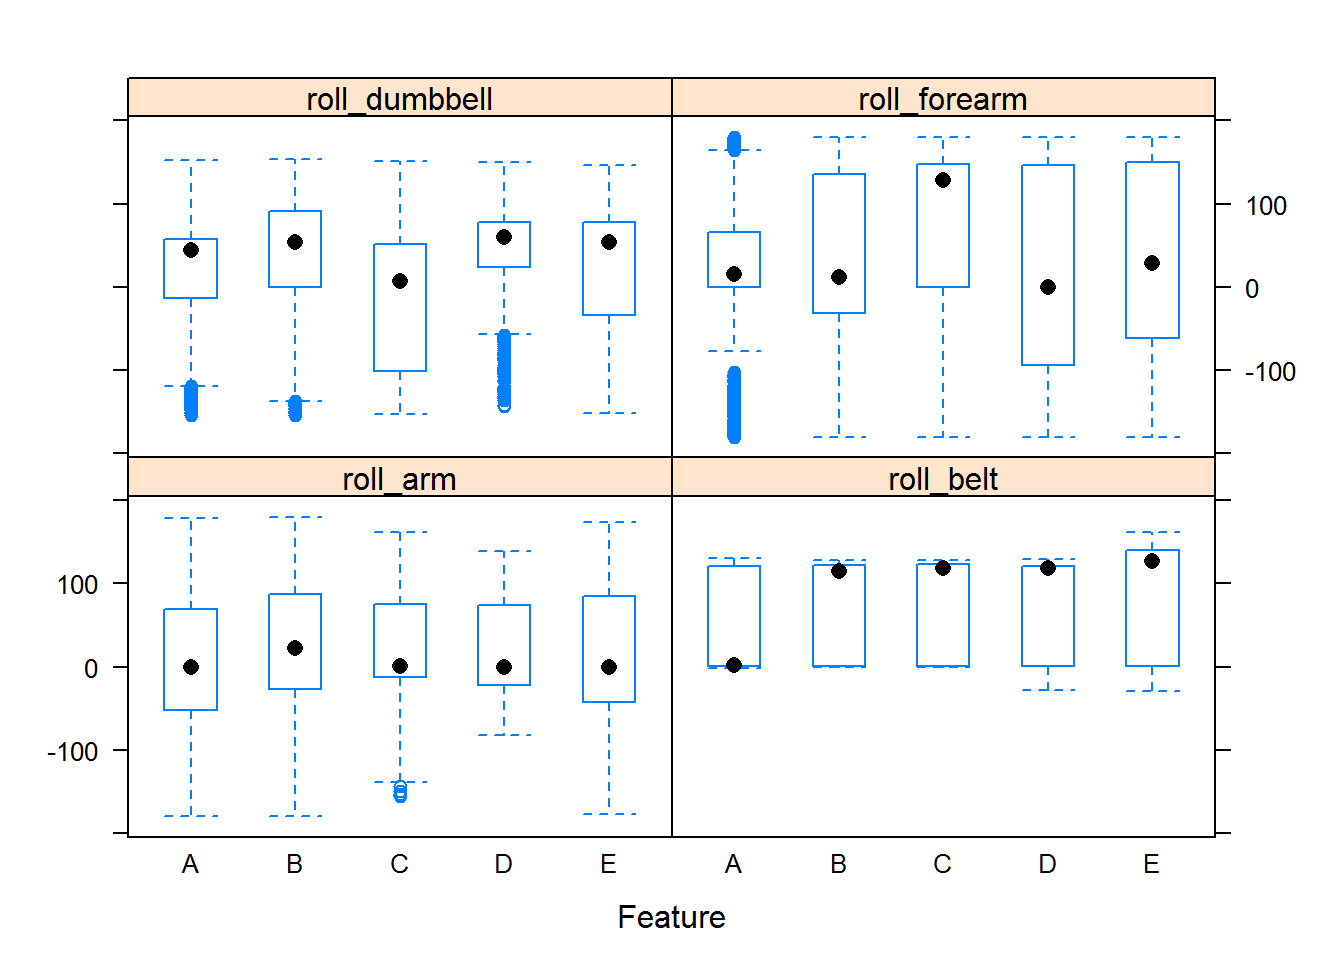 roll_dumbbell
roll_forearm
100
0
-100
roll_arm
roll_belt
100
0
-100
A B C D E
A B C D E
Feature